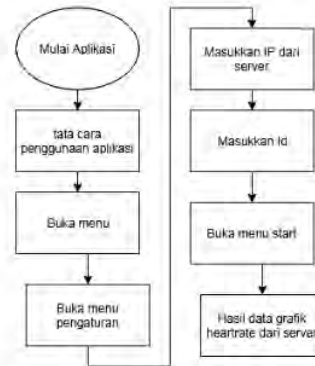 Mulai Aplikasi
tata cara
penggunaan aplikasi
Buka menu
Buka menu
pengaturan
Masukkan IP dari
server
Masukkan Id
Buka menu start
Hasil data grafik
heartrate dari server